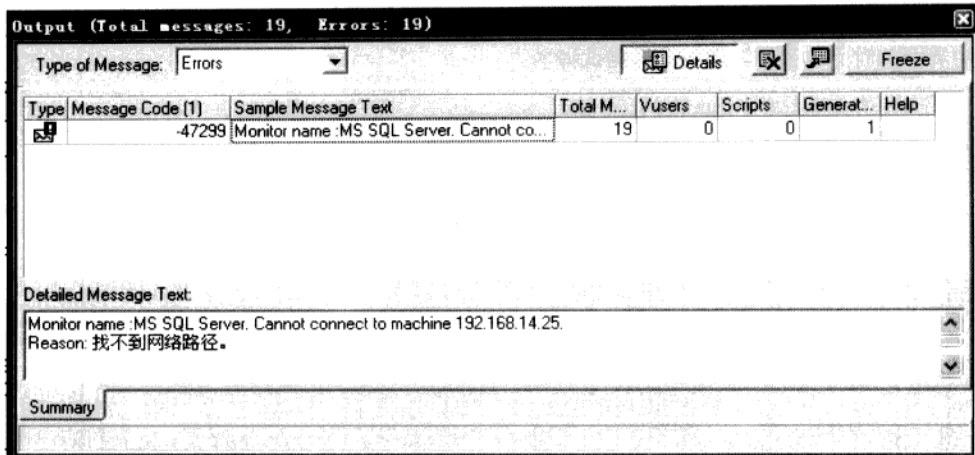 Output (Total messages: 19, Errors: 19)
Type of Message: Errors Details Freeze
Type Message Code (1) Sample Message Text Total M... Vusers Scripts Generat... Help
-47299 Monitor name :MS SQL Server. Cannot co... 19 0 0 1
Detailed Message Text:
Monitor name :MS SQL Server. Cannot connect to machine 192.168.14.25.
Reason: 找不到网络路径。
Summary